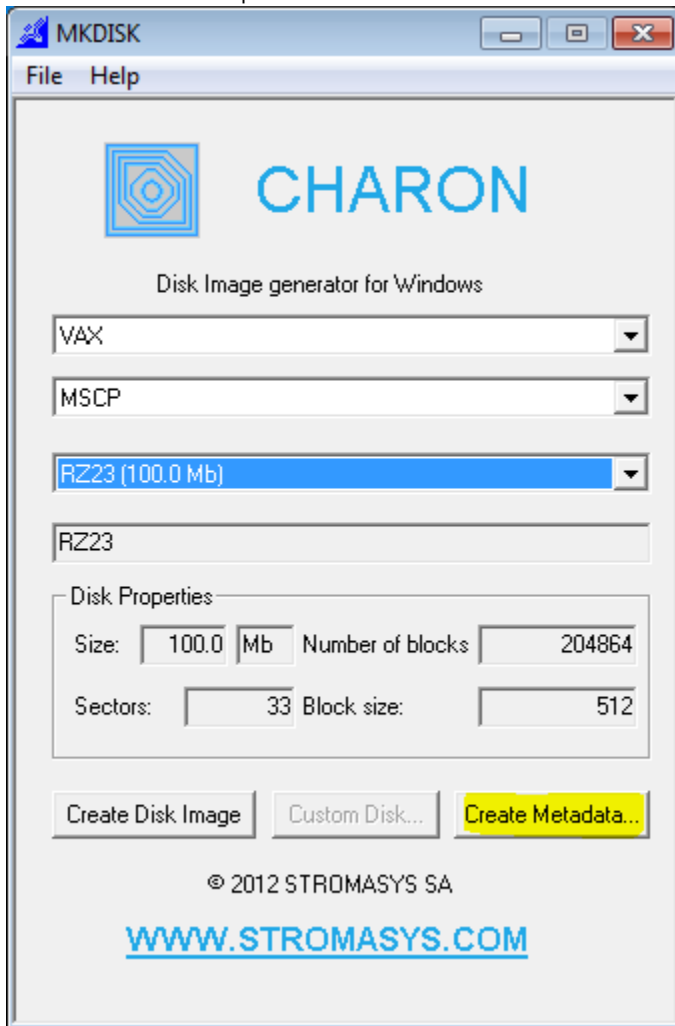 MKDISK
File Help
CHARON
Disk Image generator for Windows
VAX
MSCP
RZ23 (100.0 Mb)
RZ23
Disk Properties
Size: 100.0 Mb Number of blocks 204864
Sectors: 33 Block size: 512
Create Disk Image Custom Disk... Create Metadata...
© 2012 STROMASYS SA
WWW.STROMASYS.COM